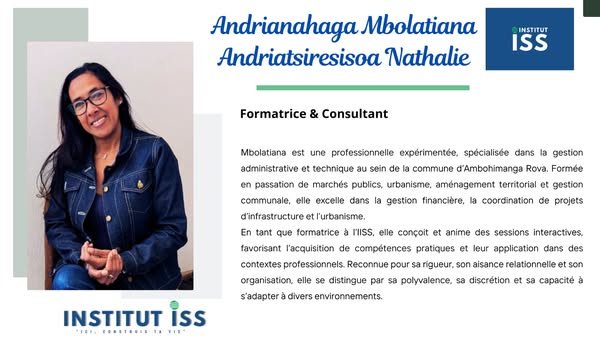 Andrianahaga Mbolatiana
Andriatsiresisoa Nathalie
INSTITUT
ISS
Formatrice & Consultant
Mbolatiana est une professionnelle expérimentée, spécialisée dans la gestion
administrative et technique au sein de la commune d'Ambohimanga Rova. Formée
en passation de marchés publics, urbanisme, aménagement territorial et gestion
communale, elle excelle dans la gestion financière, la coordination de projets
d'infrastructure et l'urbanisme.
En tant que formatrice à l'IISS, elle conçoit et anime des sessions interactives,
favorisant l'acquisition de compétences pratiques et leur application dans des
contextes professionnels. Reconnue pour sa rigueur, son aisance relationnelle et son
organisation, elle se distingue par sa polyvalence, sa discrétion et sa capacité à
s'adapter à divers environnements.
INSTITUT iSS
"ICI, CONSTRUIS TA VIE"